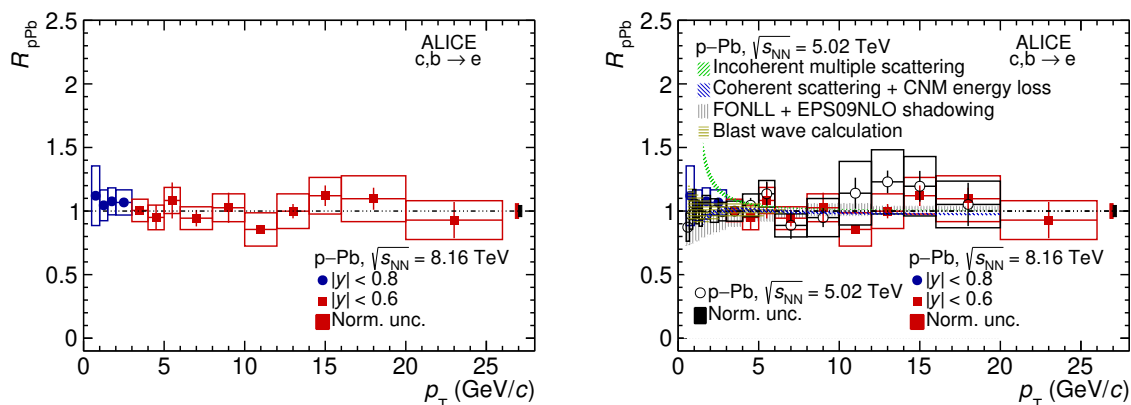 2.5
2
1.5
1
0.5
0
R_pPb
ALICE
c,b → e
p−Pb, √s_NN = 8.16 TeV
|y| < 0.8
|y| < 0.6
Norm. unc.
0 5 10 15 20 25
p_T (GeV/c)
2.5
2
1.5
1
0.5
0
R_pPb
p−Pb, √s_NN = 5.02 TeV
Incoherent multiple scattering
Coherent scattering + CNM energy loss
FONLL + EPS09NLO shadowing
Blast wave calculation
ALICE
c,b → e
p−Pb, √s_NN = 5.02 TeV
Norm. unc.
p−Pb, √s_NN = 8.16 TeV
|y| < 0.8
|y| < 0.6
Norm. unc.
0 5 10 15 20 25
p_T (GeV/c)